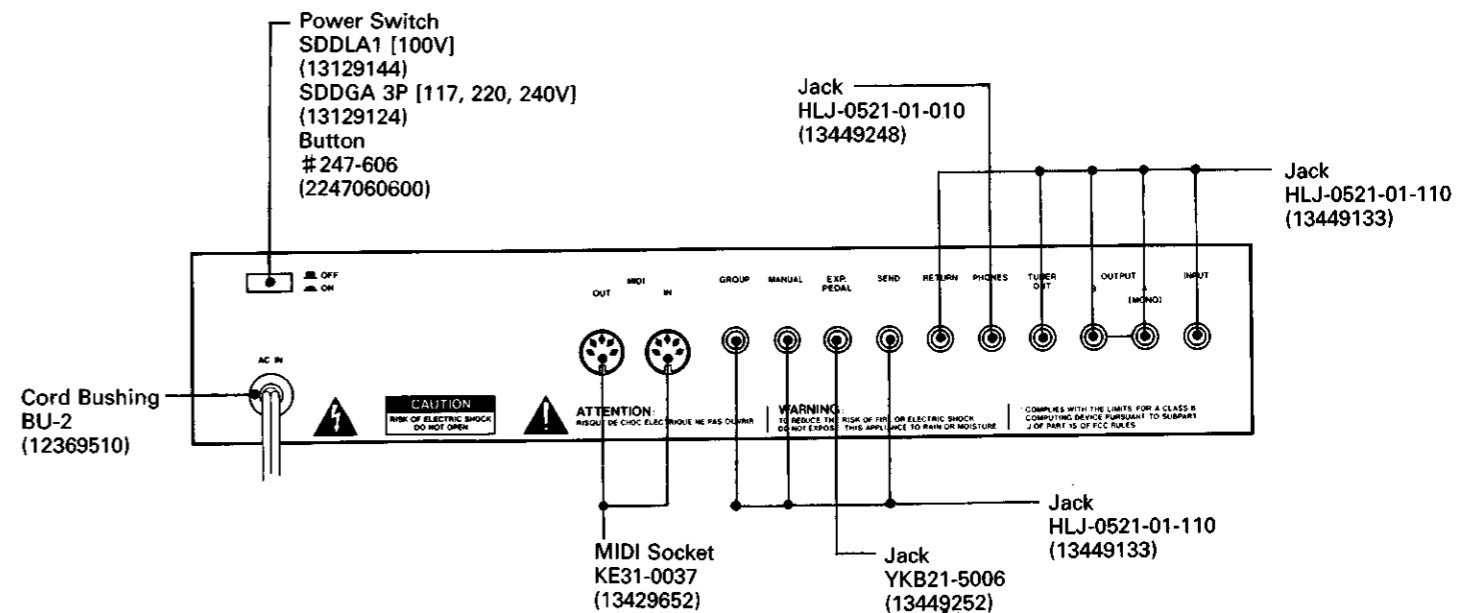 Power Switch
SDDLA1 [100V]
(13129144)
SDDGA 3P [117, 220, 240V]
(13129124)
Button
#247-606
(2247060600)
Jack
HLJ-0521-01-010
(13449248)
Jack
HLJ-0521-01-110
(13449133)
OFF
ON
MIDI
OUT
IN
GROUP
MANUAL
EXP.
PEDAL
SEND
RETURN
PHONES
TUNER
OUT
OUTPUT
B
A
(MONO)
INPUT
AC IN
Cord Bushing
BU-2
(12369510)
CAUTION
RISK OF ELECTRIC SHOCK
DO NOT OPEN
ATTENTION:
RISQUE DE CHOC ELECTRIQUE NE PAS OUVRIR
WARNING:
TO REDUCE THE RISK OF FIRE OR ELECTRIC SHOCK
DO NOT EXPOSE THIS APPLIANCE TO RAIN OR MOISTURE
COMPLIES WITH THE LIMITS FOR A CLASS B
COMPUTING DEVICE PURSUANT TO SUBPART
J OF PART 15 OF FCC RULES
MIDI Socket
KE31-0037
(13429652)
Jack
YKB21-5006
(13449252)
Jack
HLJ-0521-01-110
(13449133)